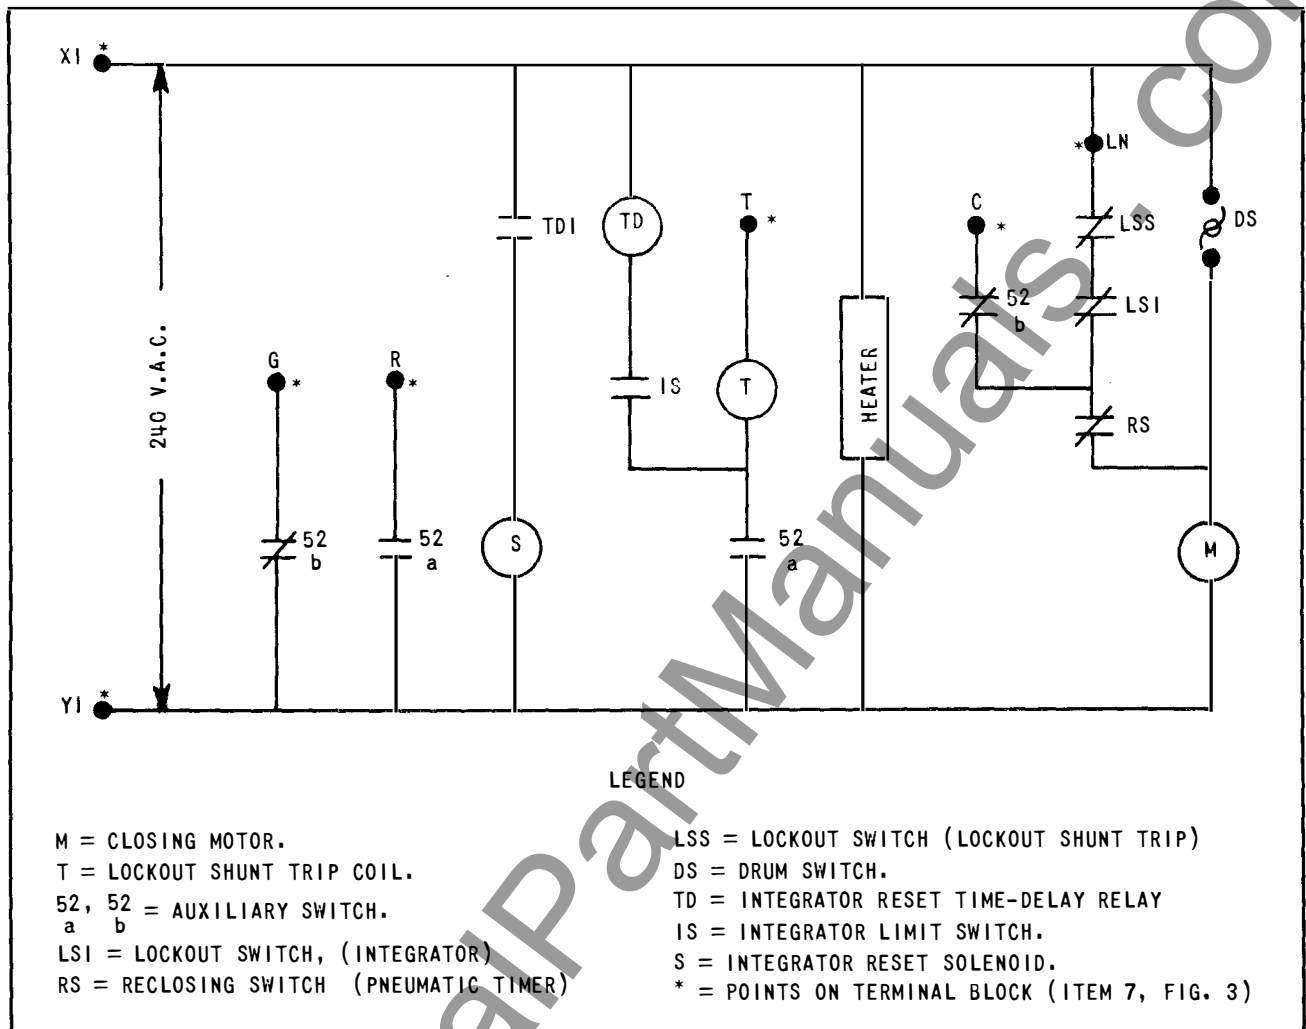 X1 *
* LN
T *
C *
TD1
TD
LSS
DS
52
b
LSI
240 V.A.C.
G *
R *
IS
T
HEATER
RS
52
b
52
a
S
52
a
M
Y1 *
LEGEND
M = CLOSING MOTOR.
T = LOCKOUT SHUNT TRIP COIL.
52, 52 = AUXILIARY SWITCH.
a b
LSI = LOCKOUT SWITCH, (INTEGRATOR)
RS = RECLOSING SWITCH (PNEUMATIC TIMER)
LSS = LOCKOUT SWITCH (LOCKOUT SHUNT TRIP)
DS = DRUM SWITCH.
TD = INTEGRATOR RESET TIME-DELAY RELAY
IS = INTEGRATOR LIMIT SWITCH.
S = INTEGRATOR RESET SOLENOID.
* = POINTS ON TERMINAL BLOCK (ITEM 7, FIG. 3)
alPartManuals.co